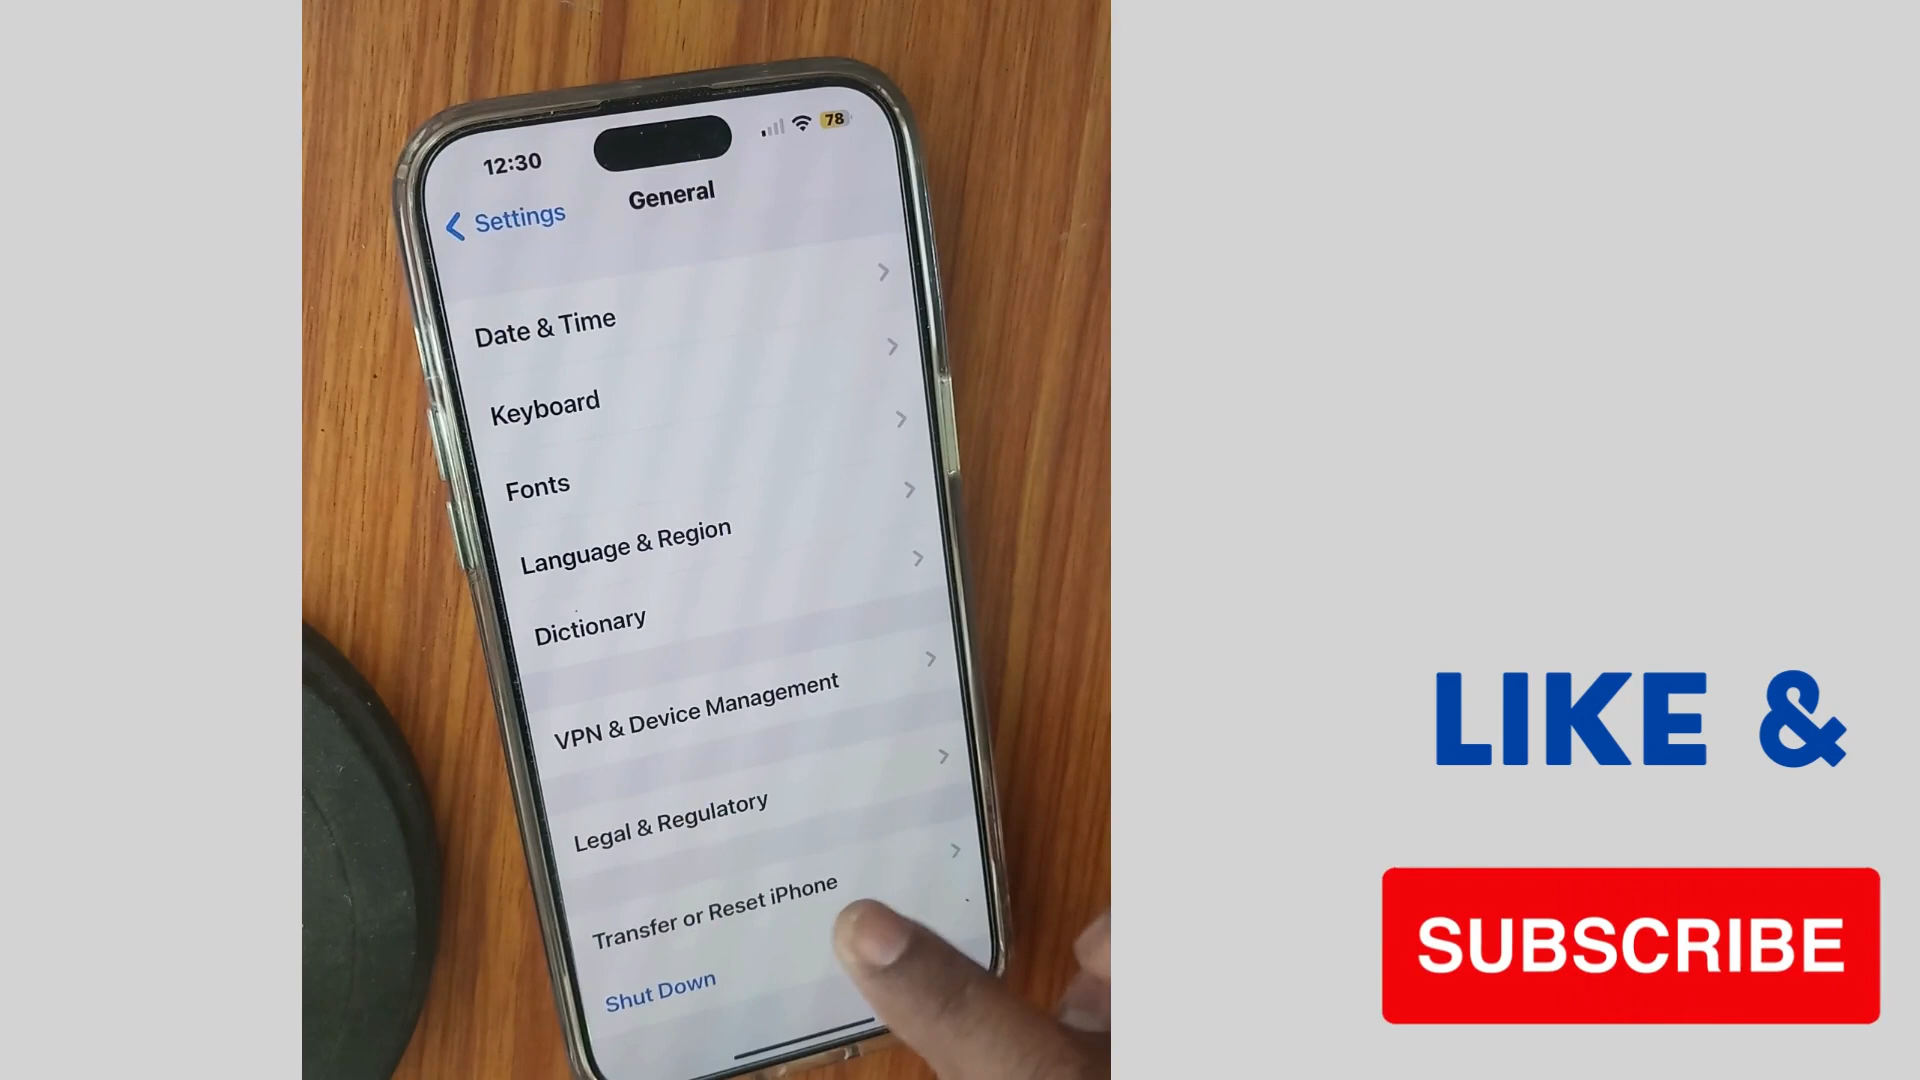 12:30
78
Settings
General
Date & Time
Keyboard
Fonts
Language & Region
Dictionary
VPN & Device Management
Legal & Regulatory
Transfer or Reset iPhone
Shut Down
LIKE &
SUBSCRIBE